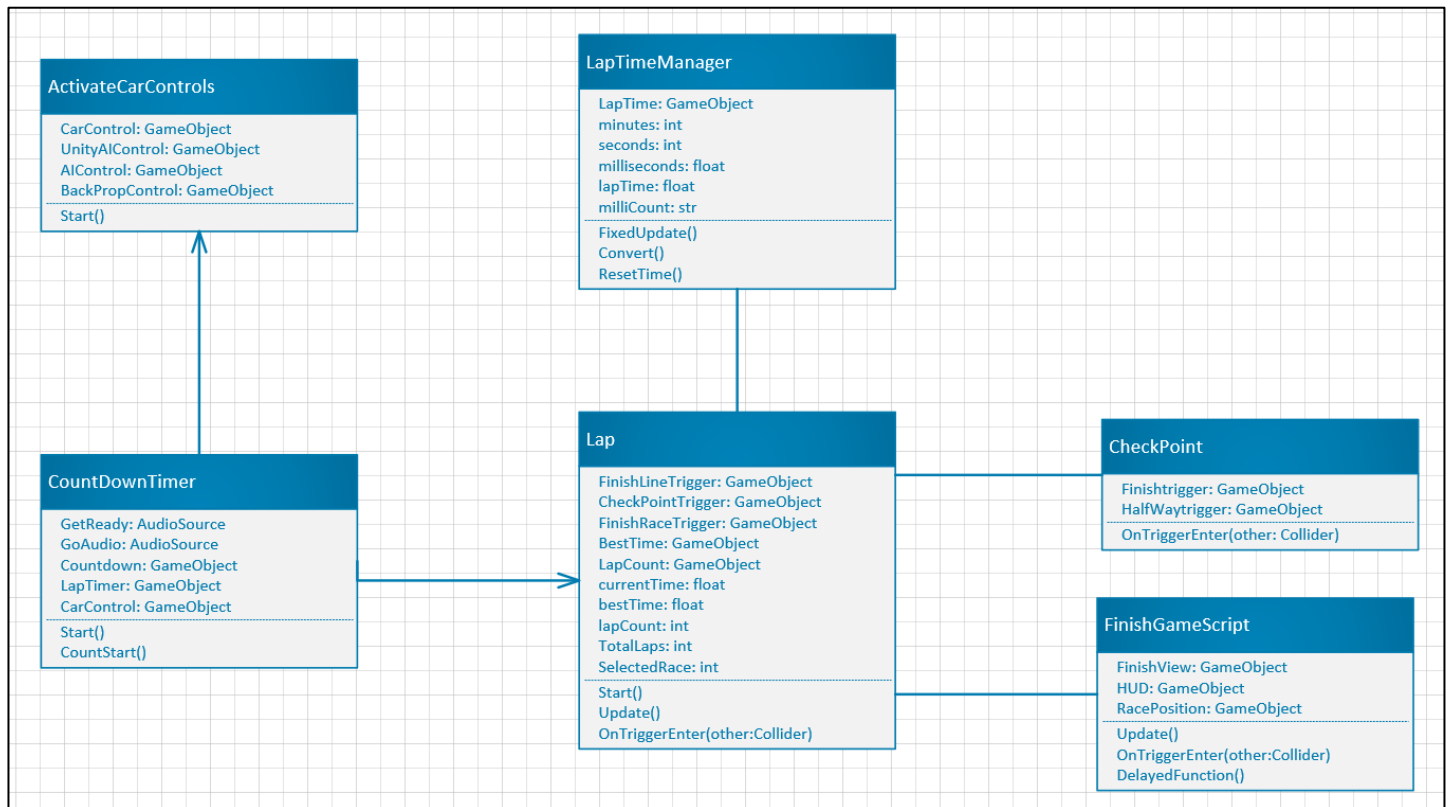 ActivateCarControls
CarControl: GameObject
UnityAIControl: GameObject
AIControl: GameObject
BackPropControl: GameObject
Start()
LapTimeManager
LapTime: GameObject
minutes: int
seconds: int
milliseconds: float
lapTime: float
milliCount: str
FixedUpdate()
Convert()
ResetTime()
CountDownTimer
GetReady: AudioSource
GoAudio: AudioSource
Countdown: GameObject
LapTimer: GameObject
CarControl: GameObject
Start()
CountStart()
Lap
FinishLineTrigger: GameObject
CheckPointTrigger: GameObject
FinishRaceTrigger: GameObject
BestTime: GameObject
LapCount: GameObject
currentTime: float
bestTime: float
lapCount: int
TotalLaps: int
SelectedRace: int
Start()
Update()
OnTriggerEnter(other:Collider)
CheckPoint
Finishtrigger: GameObject
HalfWaytrigger: GameObject
OnTriggerEnter(other: Collider)
FinishGameScript
FinishView: GameObject
HUD: GameObject
RacePosition: GameObject
Update()
OnTriggerEnter(other:Collider)
DelayedFunction()